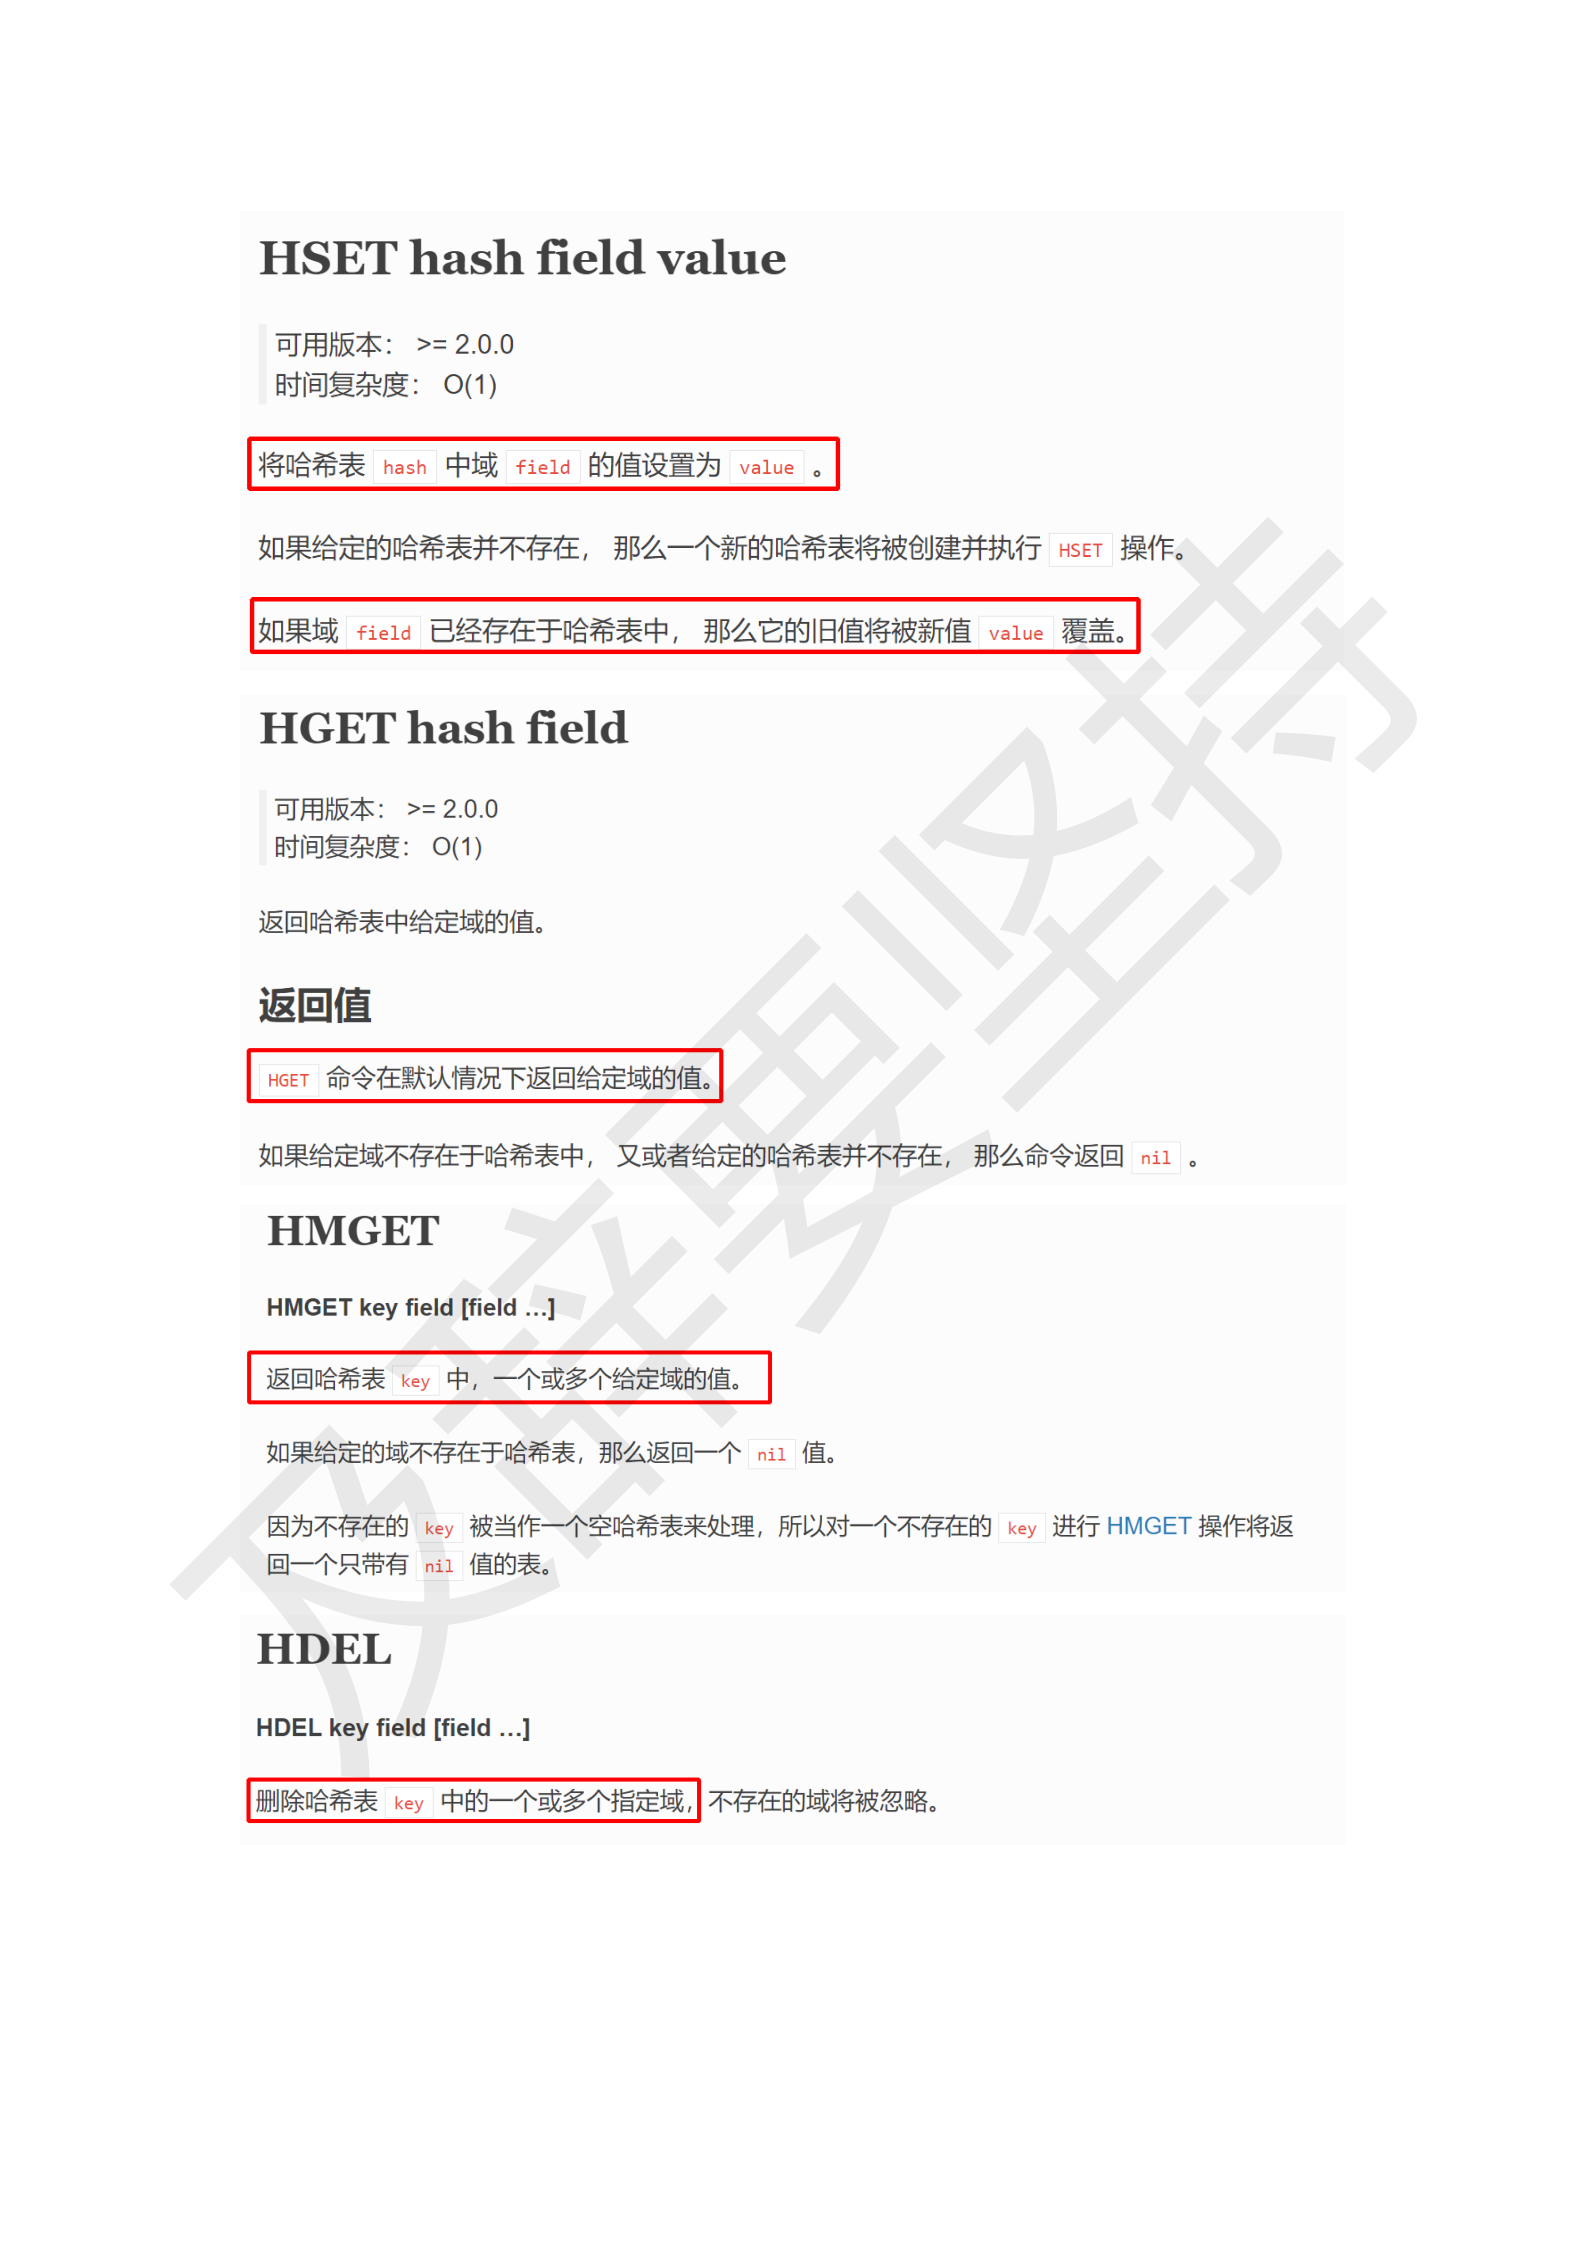 HSET hash field value
可用版本： >= 2.0.0
时间复杂度： O(1)
将哈希表 hash 中域 field 的值设置为 value 。
如果给定的哈希表并不存在， 那么一个新的哈希表将被创建并执行 HSET 操作。
如果域 field 已经存在于哈希表中， 那么它的旧值将被新值 value 覆盖。
HGET hash field
可用版本： >= 2.0.0
时间复杂度： O(1)
返回哈希表中给定域的值。
返回值
HGET 命令在默认情况下返回给定域的值。
如果给定域不存在于哈希表中， 又或者给定的哈希表并不存在， 那么命令返回 nil 。
HMGET
HMGET key field [field …]
返回哈希表 key 中，一个或多个给定域的值。
如果给定的域不存在于哈希表，那么返回一个 nil 值。
因为不存在的 key 被当作一个空哈希表来处理，所以对一个不存在的 key 进行 HMGET 操作将返
回一个只带有 nil 值的表。
HDEL
HDEL key field [field …]
删除哈希表 key 中的一个或多个指定域，不存在的域将被忽略。
及辞要坚持